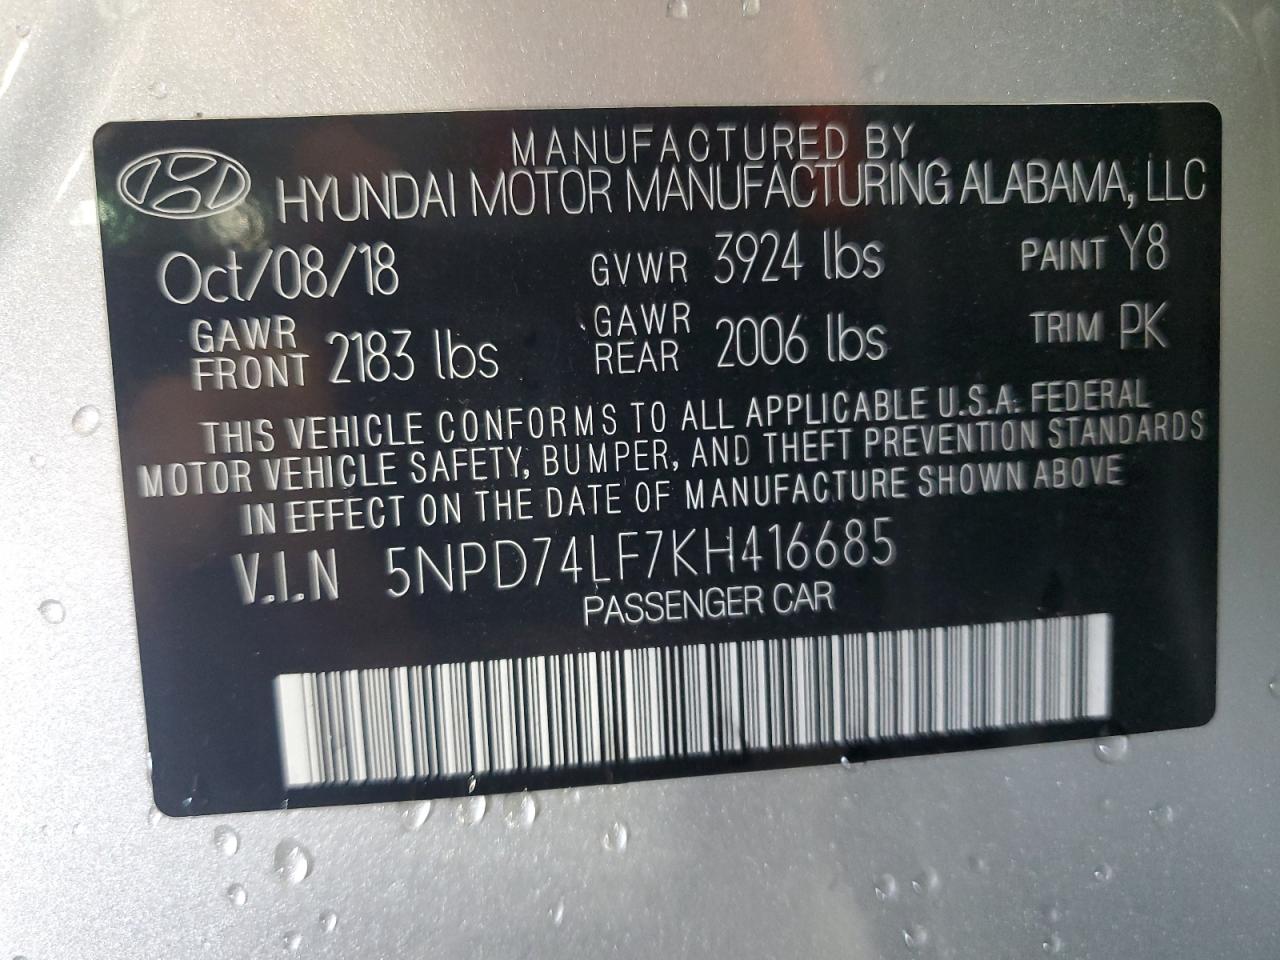 MANUFACTURED BY
HYUNDAI MOTOR MANUFACTURING ALABAMA, LLC
Oct/08/18 GVWR 3924 lbs PAINT Y8
GAWR FRONT 2183 lbs GAWR REAR 2006 lbs TRIM PK
THIS VEHICLE CONFORMS TO ALL APPLICABLE U.S.A. FEDERAL
MOTOR VEHICLE SAFETY, BUMPER, AND THEFT PREVENTION STANDARDS
IN EFFECT ON THE DATE OF MANUFACTURE SHOWN ABOVE
V.I.N 5NPD74LF7KH416685
PASSENGER CAR